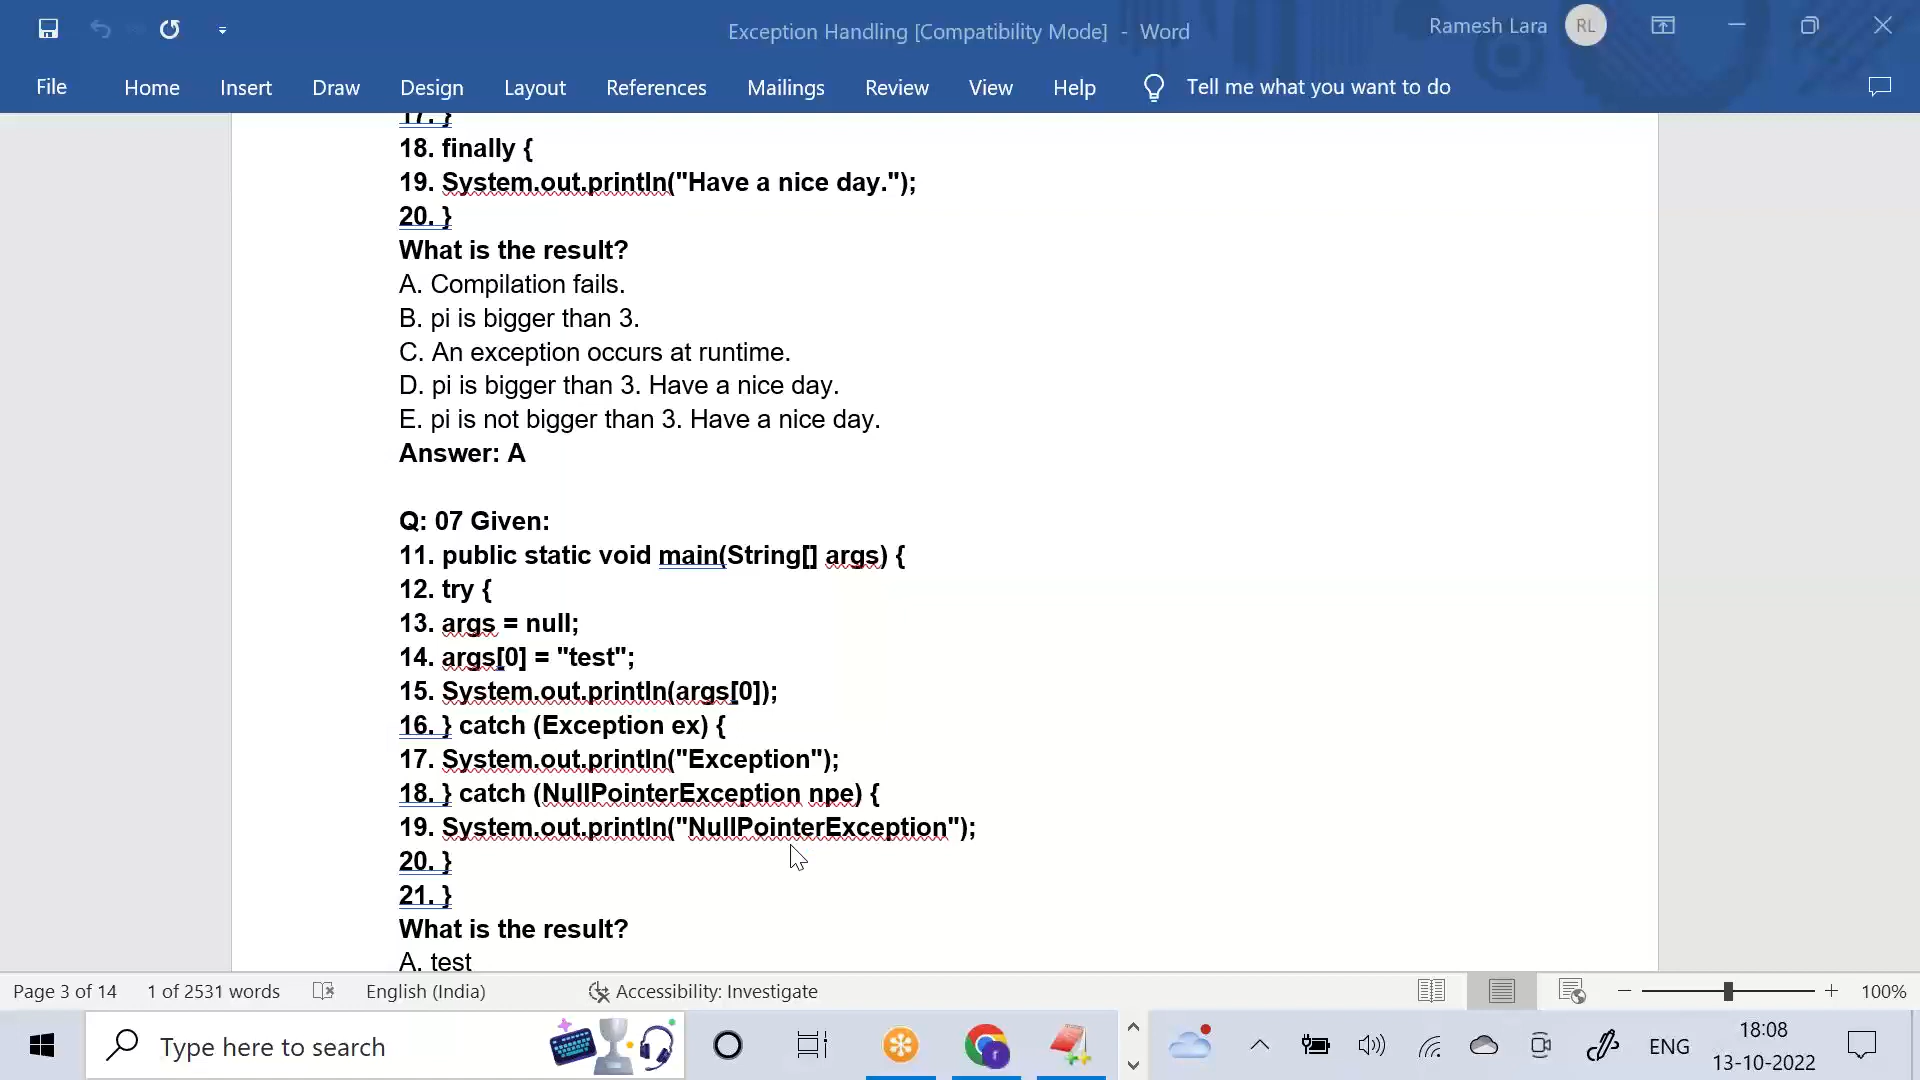 Exception Handling [Compatibility Mode] - Word
Ramesh Lara
RL
File
Home
Insert
Draw
Design
Layout
References
Mailings
Review
View
Help
Tell me what you want to do
17. }
18. finally {
19. System.out.println("Have a nice day.");
20. }
What is the result?
A. Compilation fails.
B. pi is bigger than 3.
C. An exception occurs at runtime.
D. pi is bigger than 3. Have a nice day.
E. pi is not bigger than 3. Have a nice day.
Answer: A
Q: 07 Given:
11. public static void main(String[] args) {
12. try {
13. args = null;
14. args[0] = "test";
15. System.out.println(args[0]);
16. } catch (Exception ex) {
17. System.out.println("Exception");
18. } catch (NullPointerException npe) {
19. System.out.println("NullPointerException");
20. }
21. }
What is the result?
A. test
Page 3 of 14
1 of 2531 words
English (India)
Accessibility: Investigate
100%
Type here to search
r
ENG
18:08
13-10-2022